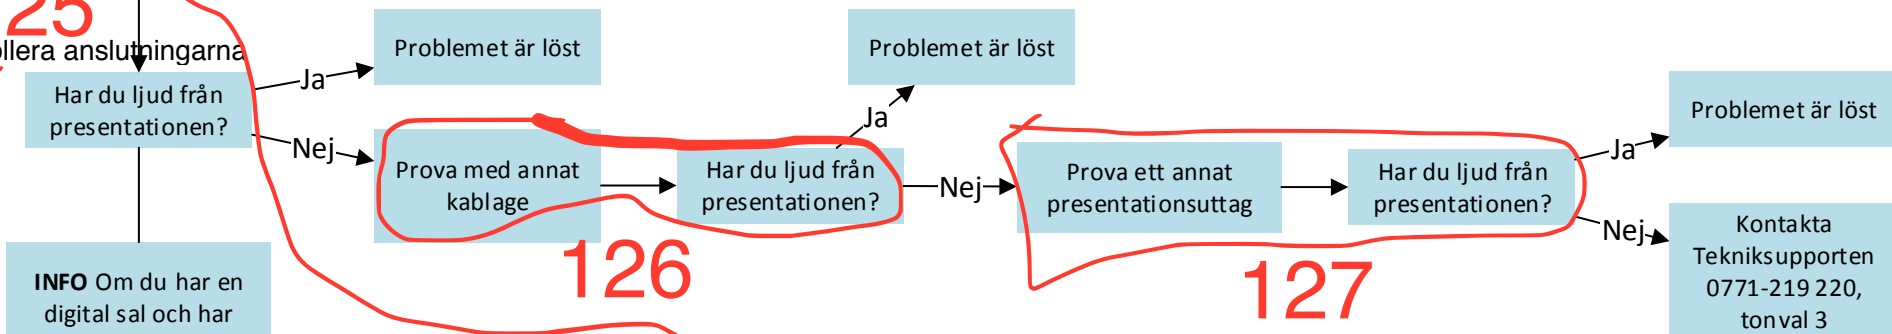 25
ollera anslutningarna
Har du ljud från
presentationen?
Ja
Problemet är löst
Nej
Prova med annat
kablage
Har du ljud från
presentationen?
Ja
Problemet är löst
Nej
Prova ett annat
presentationsuttag
Har du ljud från
presentationen?
Ja
Problemet är löst
Nej
Kontakta
Tekniksupporten
0771-219 220,
tonval 3
INFO Om du har en
digital sal och har
126
127